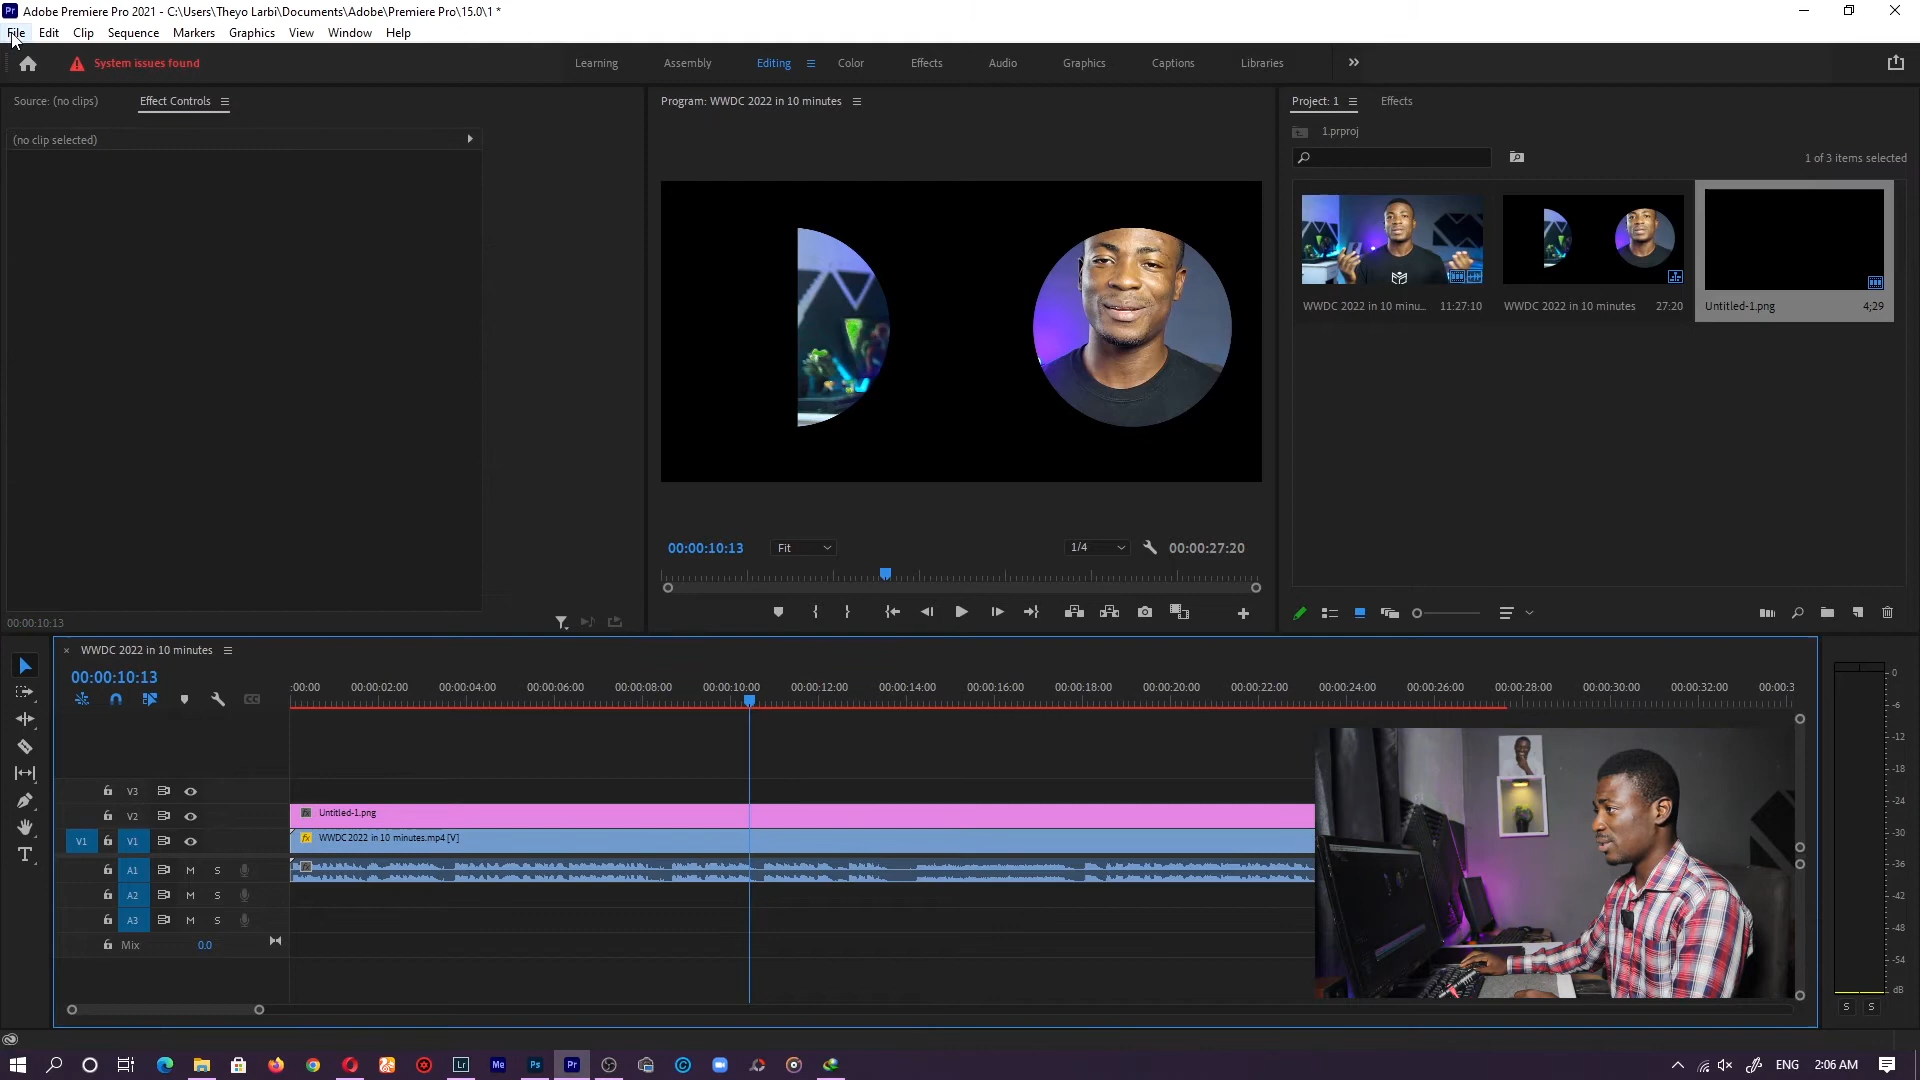 Adobe Premiere Pro 2021 - C:\Users\Theyo Larbi\Documents\Adobe\Premiere Pro\15.0\1 *
File Edit Clip Sequence Markers Graphics View Window Help
System issues found
Learning Assembly Editing Color Effects Audio Graphics Captions Libraries
Source: (no clips) Effect Controls
(no clip selected)
00:00:10:13
Program: WWDC 2022 in 10 minutes
00:00:10:13 Fit 1/4 00:00:27:20
Project: 1 Effects
1.prproj
1 of 3 items selected
WWDC 2022 in 10 minu... 11:27:10 WWDC 2022 in 10 minutes 27:20 Untitled-1.png 4;29
WWDC 2022 in 10 minutes
00:00:10:13
:00:00 00:00:02:00 00:00:04:00 00:00:06:00 00:00:08:00 00:00:10:00 00:00:12:00 00:00:14:00 00:00:16:00 00:00:18:00 00:00:20:00 00:00:22:00 00:00:24:00 00:00:26:00 00:00:28:00 00:00:30:00 00:00:32:00 00:00:3
V3
V2 Untitled-1.png
V1 V1 fx WWDC 2022 in 10 minutes.mp4 [V]
A1 M S
A2 M S
A3 M S
Mix 0.0
0
-6
-12
-18
-24
-30
-36
-42
-48
-54
dB
S S
Lr Me Ps Pr
ENG 2:06 AM